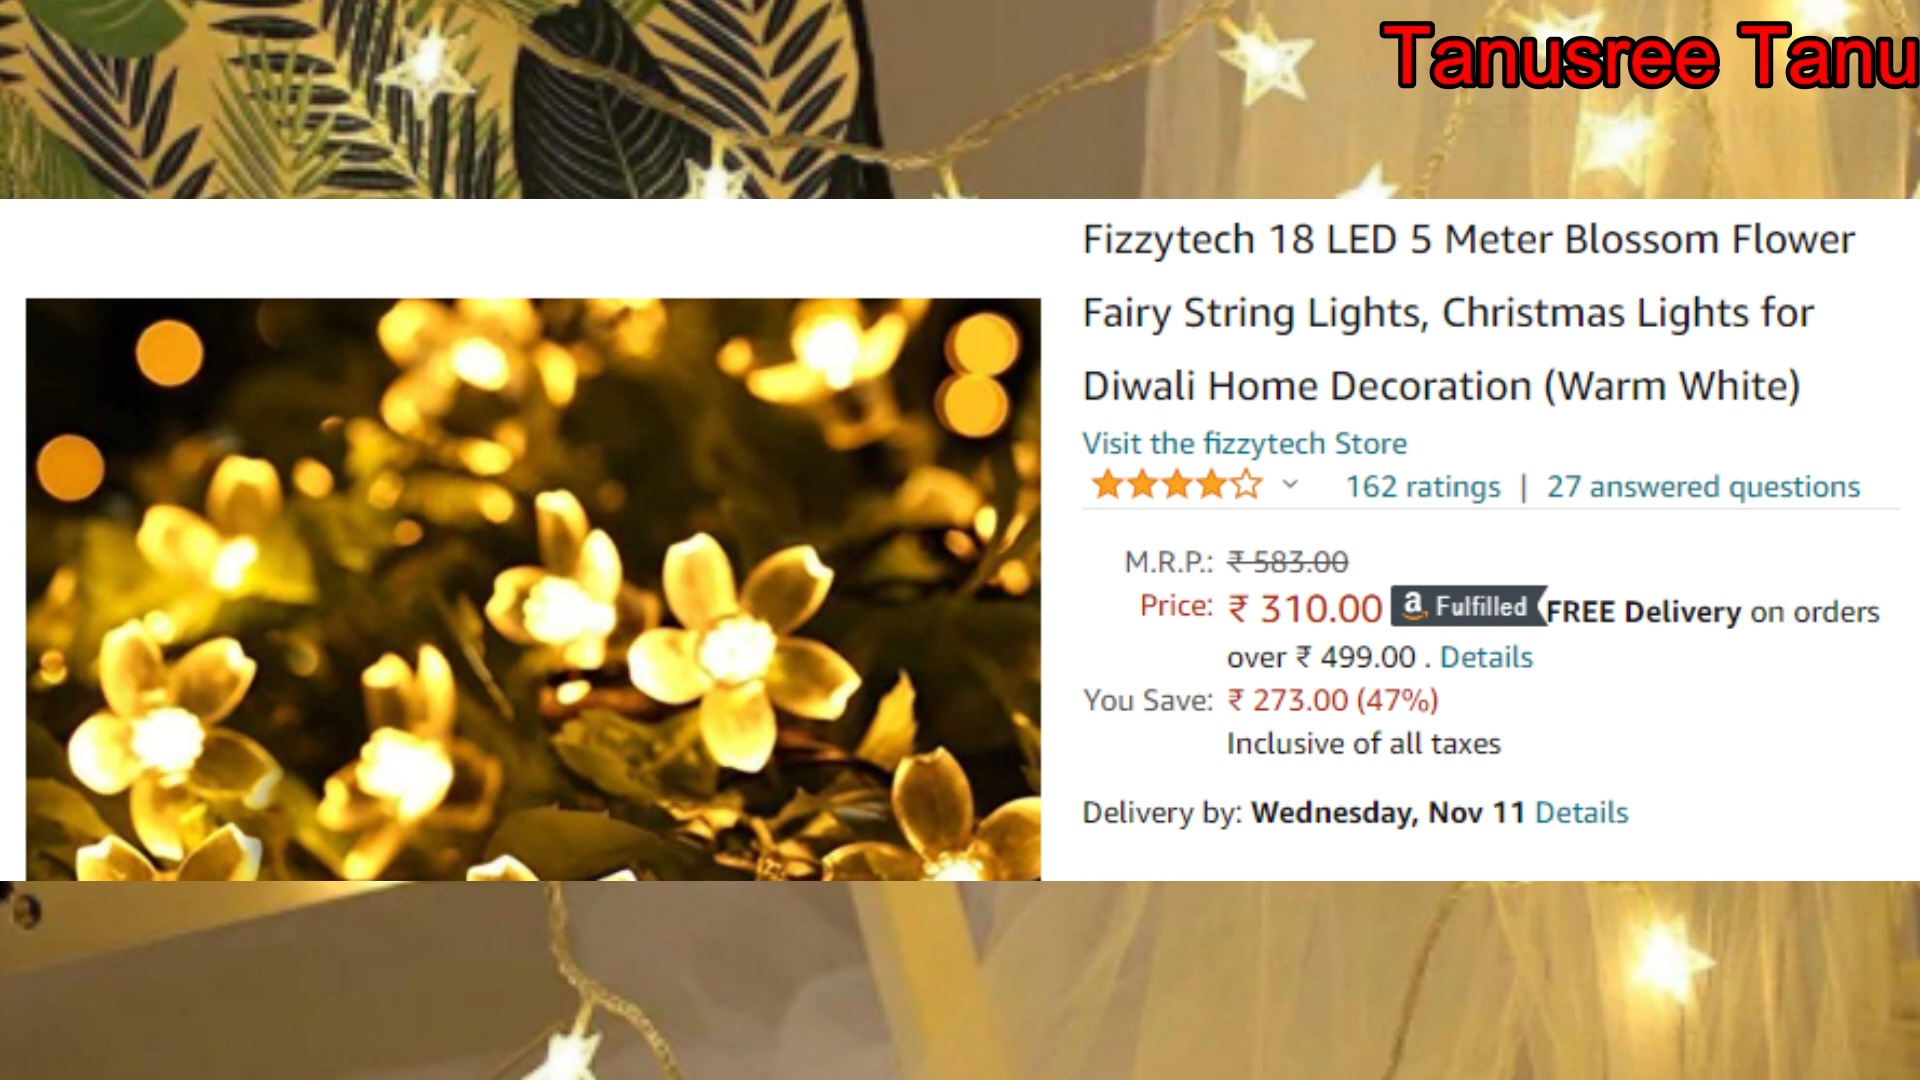 Tanusree Tanu
Fizzytech 18 LED 5 Meter Blossom Flower
Fairy String Lights, Christmas Lights for
Diwali Home Decoration (Warm White)
Visit the fizzytech Store
162 ratings | 27 answered questions
M.R.P.: ₹ 583.00
Price: ₹ 310.00 a Fulfilled FREE Delivery on orders
over ₹ 499.00 . Details
You Save: ₹ 273.00 (47%)
Inclusive of all taxes
Delivery by: Wednesday, Nov 11 Details